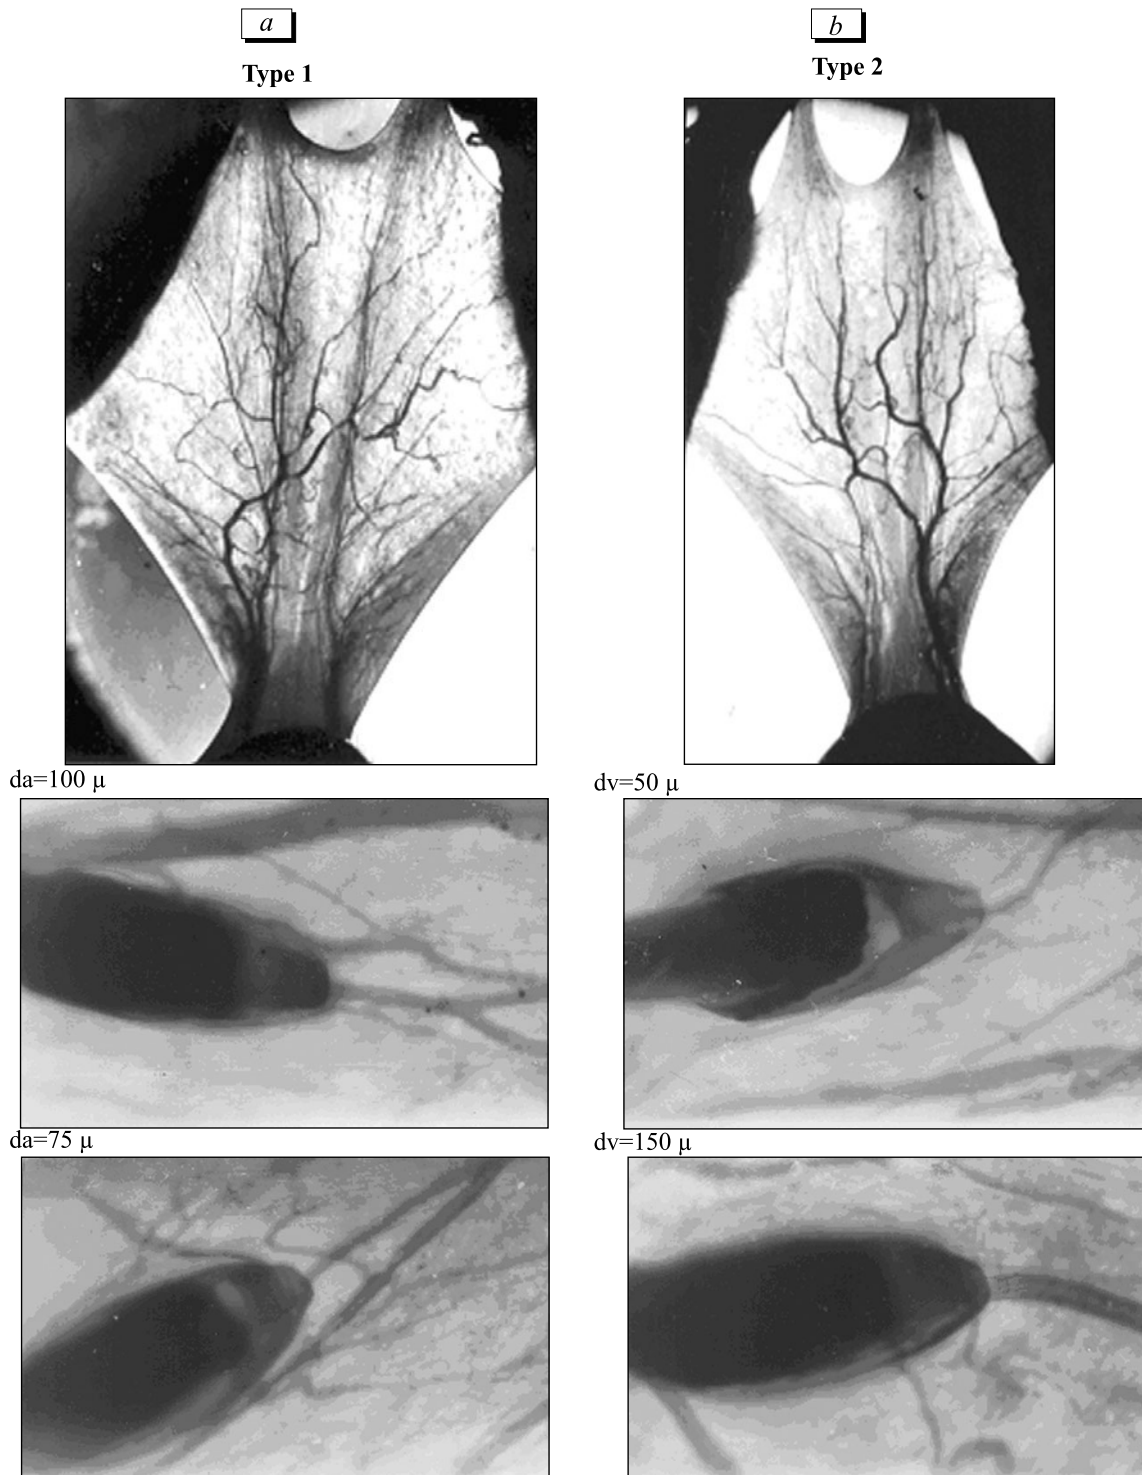 a
b
Type 1
Type 2
da=100 μ
dv=50 μ
da=75 μ
dv=150 μ